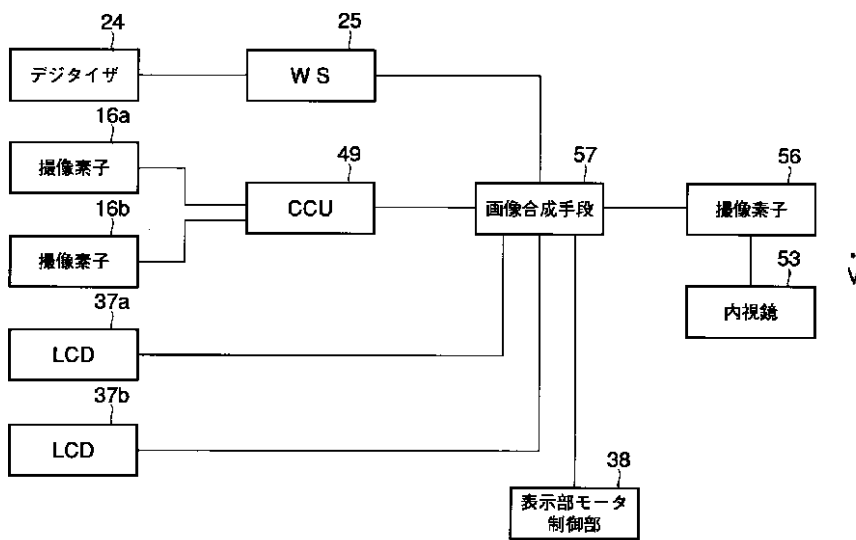 24
デジタイザ
25
WS
16a
撮像素子
49
CCU
57
画像合成手段
56
撮像素子
16b
撮像素子
53
内視鏡
37a
LCD
37b
LCD
38
表示部モータ
制御部